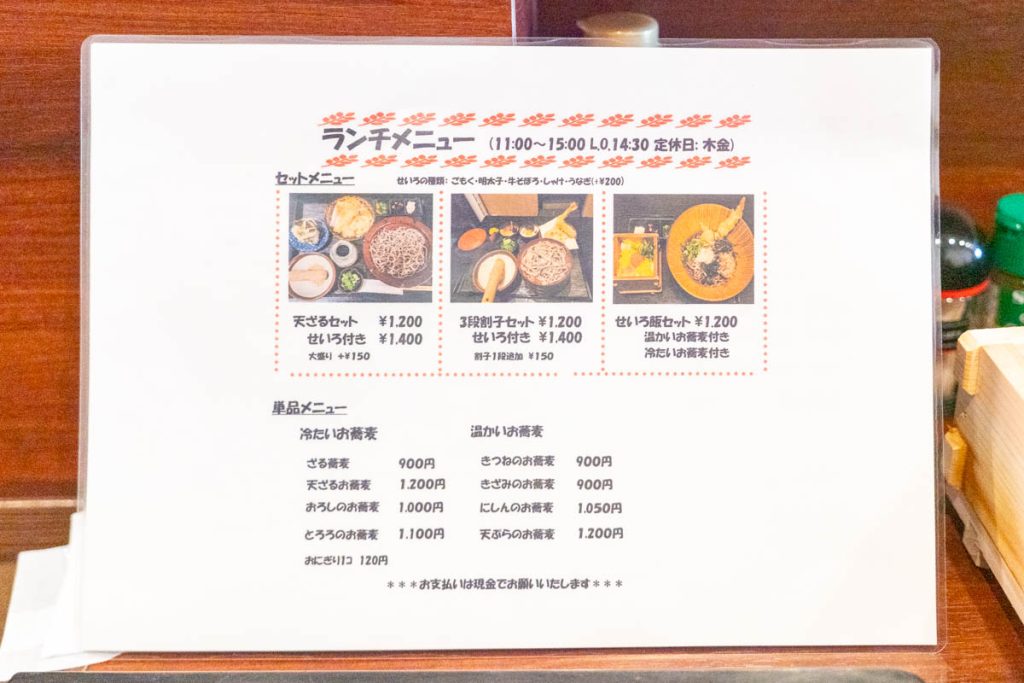 ランチメニュー (11:00～15:00 L.O.14:30 定休日: 木金)
セットメニュー せいろの種類: ごもく・明太子・牛そぼろ・しゃけ・うなぎ(+¥200)
天ざるセット ¥1.200
せいろ付き ¥1.400
大盛り +¥150
3段割子セット ¥1.200
せいろ付き ¥1.400
割子1段追加 ¥150
せいろ飯セット ¥1.200
温かいお蕎麦付き
冷たいお蕎麦付き
単品メニュー
冷たいお蕎麦
ざる蕎麦 900円
天ざるお蕎麦 1.200円
おろしのお蕎麦 1.000円
とろろのお蕎麦 1.100円
おにぎり1コ 120円
温かいお蕎麦
きつねのお蕎麦 900円
きざみのお蕎麦 900円
にしんのお蕎麦 1.050円
天ぷらのお蕎麦 1.200円
***お支払いは現金でお願いいたします***